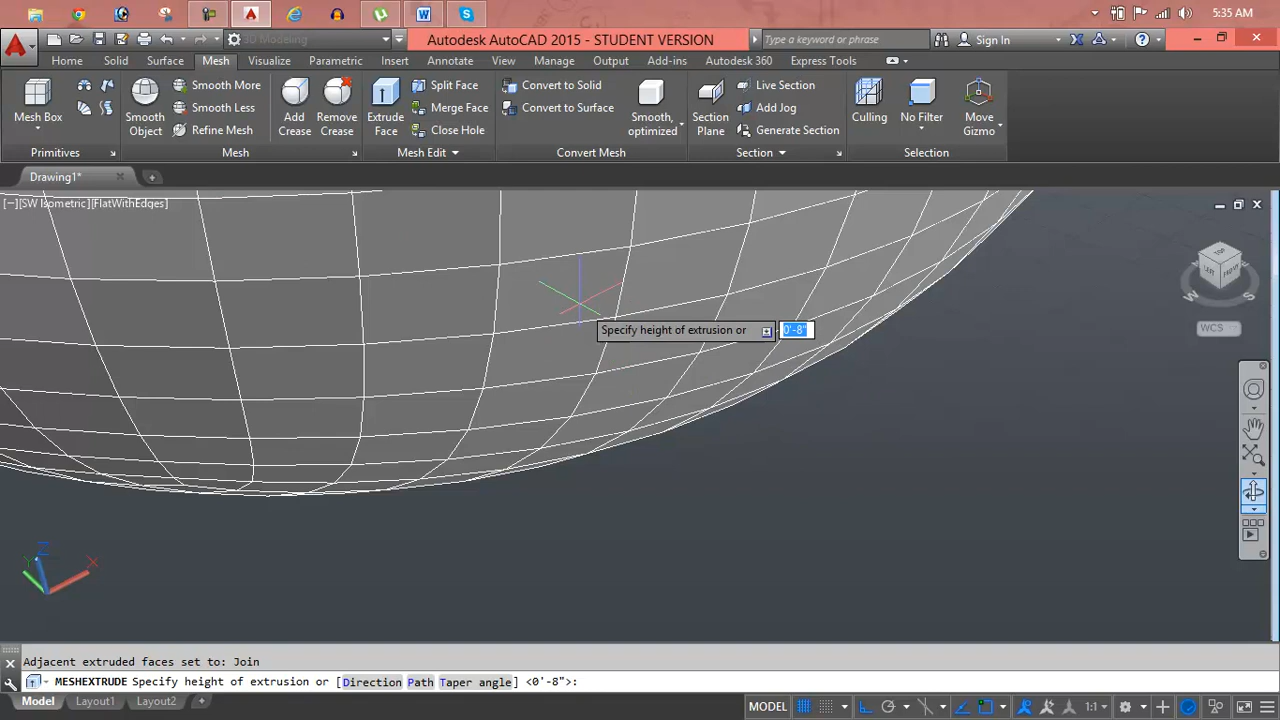 5:35 AM
3D Modeling
Autodesk AutoCAD 2015 - STUDENT VERSION
Type a keyword or phrase
Sign In
Home Solid Surface Mesh Visualize Parametric Insert Annotate View Manage Output Add-ins Autodesk 360 Express Tools
Mesh Box
Smooth Object
Smooth More
Smooth Less
Refine Mesh
Add Crease
Remove Crease
Extrude Face
Split Face
Merge Face
Close Hole
Convert to Solid
Convert to Surface
Smooth, optimized
Section Plane
Live Section
Add Jog
Generate Section
Culling
No Filter
Move Gizmo
Primitives Mesh Mesh Edit Convert Mesh Section Selection
Drawing1*
[−][SW Isometric][FlatWithEdges]
TOP
LEFT
FRONT
W
S
WCS
Specify height of extrusion or 0'-8"
Z
Y
X
Adjacent extruded faces set to: Join
MESHEXTRUDE Specify height of extrusion or [Direction Path Taper angle] <0'-8">:
Model Layout1 Layout2
MODEL
1:1